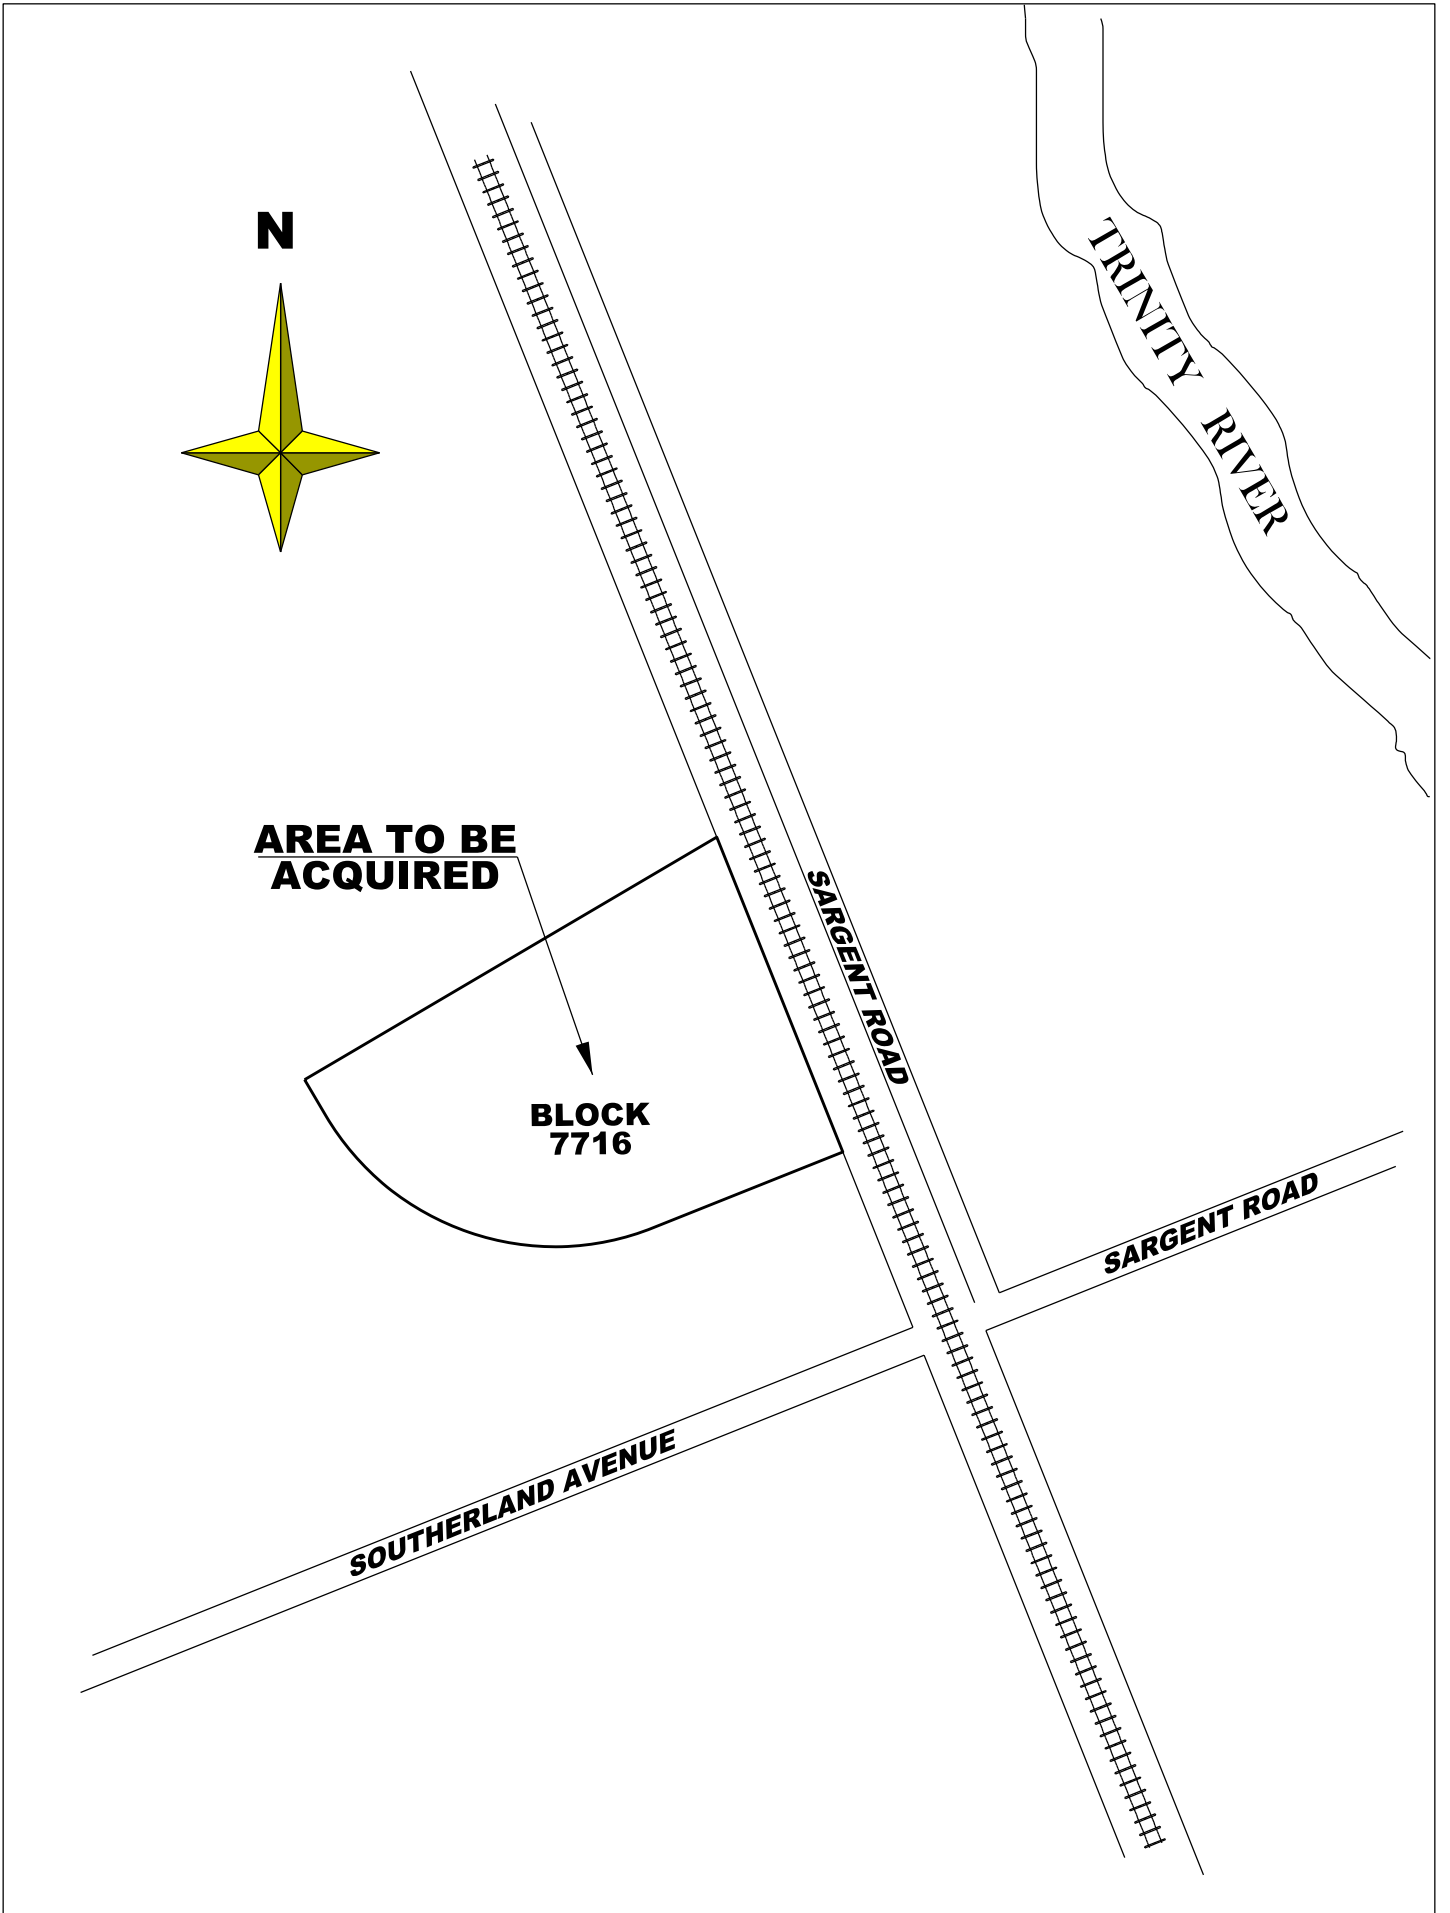 N
TRINITY RIVER
AREA TO BE
ACQUIRED
SARGENT ROAD
BLOCK
7716
SARGENT ROAD
SOUTHERLAND AVENUE